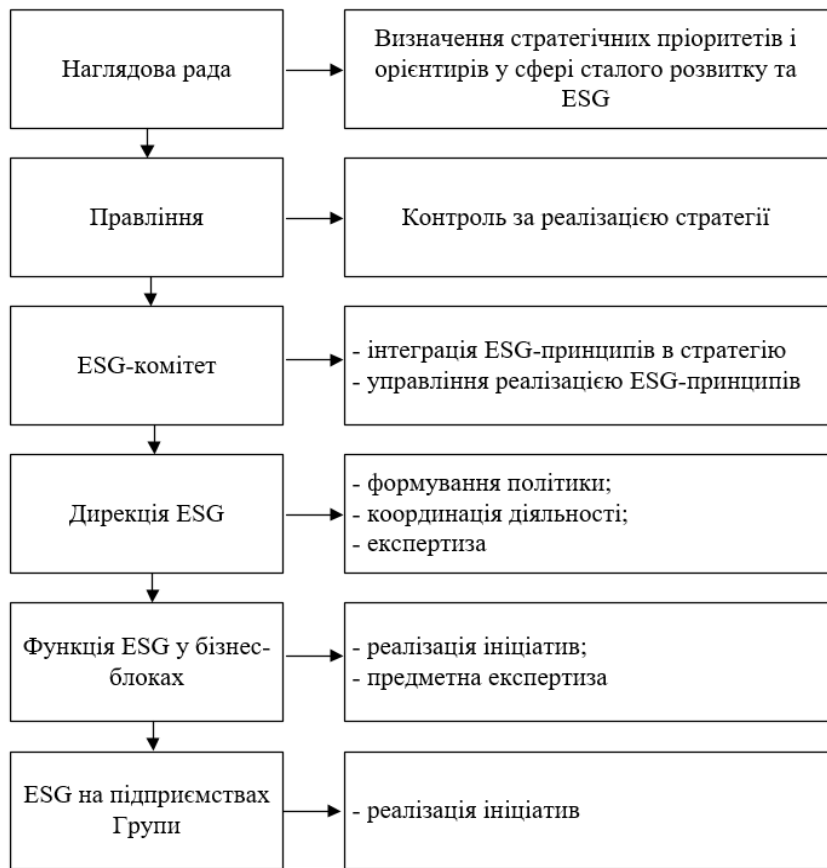 Наглядова рада
Визначення стратегічних пріоритетів і
орієнтирів у сфері сталого розвитку та
ESG
Правління
Контроль за реалізацією стратегії
ESG-комітет
- інтеграція ESG-принципів в стратегію
- управління реалізацією ESG-принципів
Дирекція ESG
- формування політики;
- координація діяльності;
- експертиза
Функція ESG у бізнес-
блоках
- реалізація ініціатив;
- предметна експертиза
ESG на підприємствах
Групи
- реалізація ініціатив